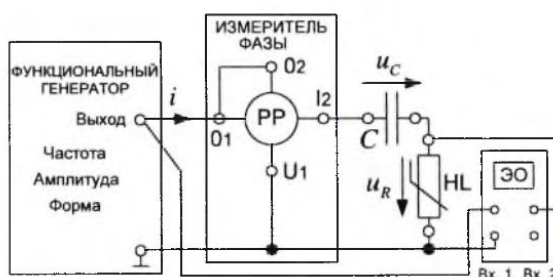 ФУНКЦИОНАЛЬНЫЙ
ГЕНЕРАТОР
Выход
Частота
Амплитуда
Форма
i
ИЗМЕРИТЕЛЬ
ФАЗЫ
02
01
PP
I2
U1
u_C
C
u_R
HL
ЭО
Вх. 1 Вх. 2